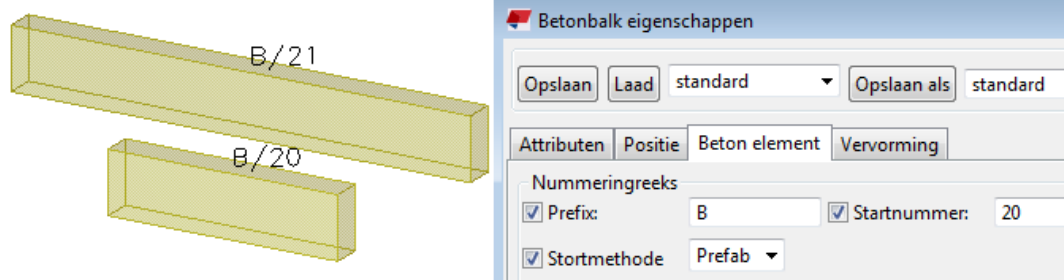 B/21
B/20
Betonbalk eigenschappen
Opslaan Laad standard Opslaan als standard
Attributen Positie Beton element Vervorming
Nummeringreeks
Prefix: B Startnummer: 20
Stortmethode Prefab